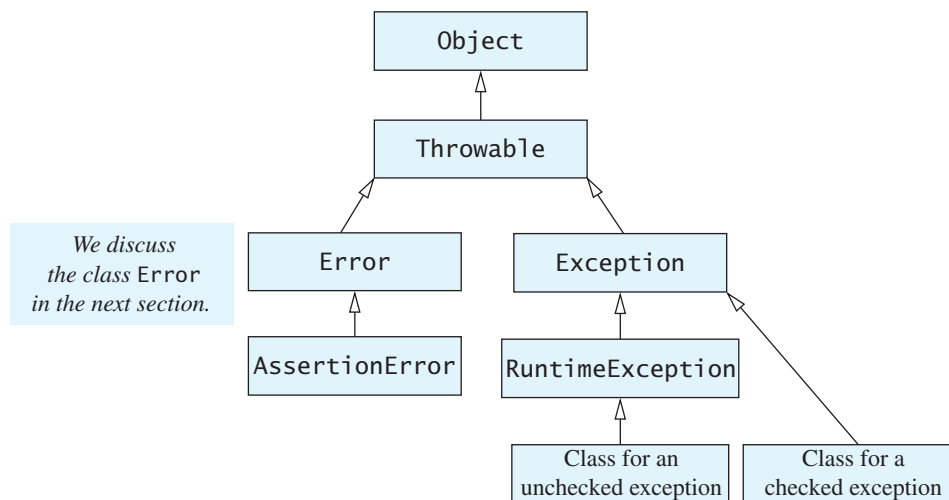 Object
Throwable
We discuss
the class Error
in the next section.
Error
Exception
AssertionError
RuntimeException
Class for an
unchecked exception
Class for a
checked exception